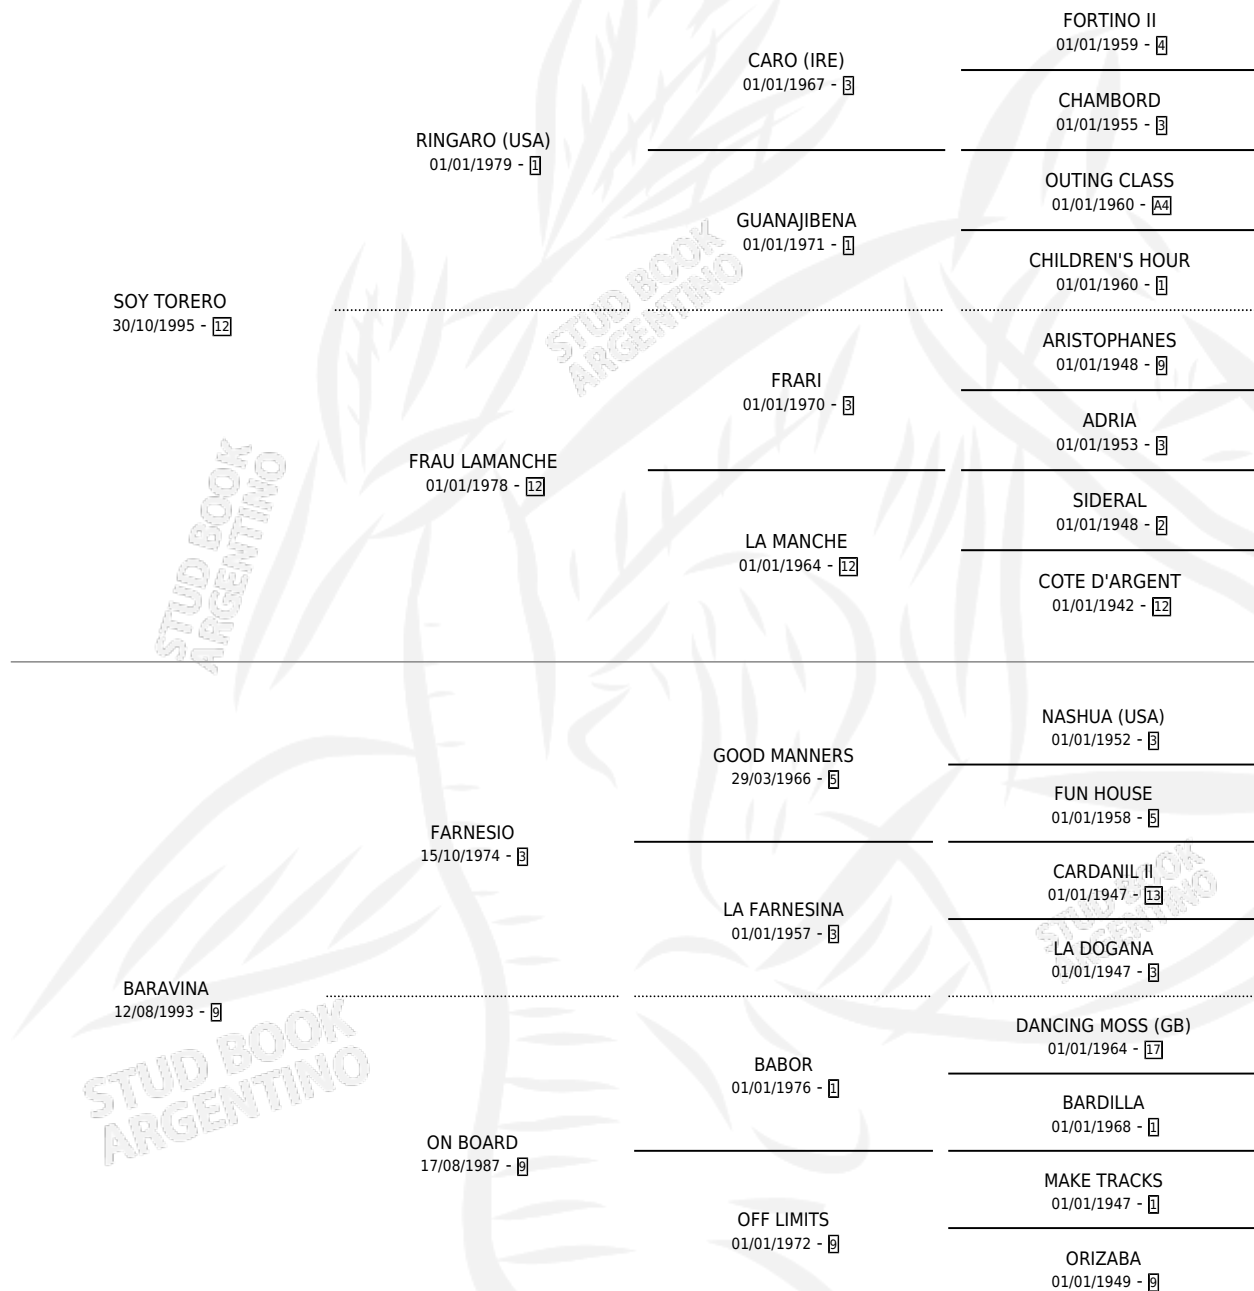 FORTINO II
01/01/1959 - 4
CARO (IRE)
01/01/1967 - 3
CHAMBORD
01/01/1955 - 3
RINGARO (USA)
01/01/1979 - 1
OUTING CLASS
01/01/1960 - A4
GUANAJIBENA
01/01/1971 - 1
CHILDREN'S HOUR
01/01/1960 - 1
SOY TORERO
30/10/1995 - 12
STUD BOOK
ARGENTINO
ARISTOPHANES
01/01/1948 - 9
FRARI
01/01/1970 - 3
ADRIA
01/01/1953 - 3
FRAU LAMANCHE
01/01/1978 - 12
SIDERAL
01/01/1948 - 2
LA MANCHE
01/01/1964 - 12
COTE D'ARGENT
01/01/1942 - 12
STUD BOOK
ARGENTINO
NASHUA (USA)
01/01/1952 - 3
GOOD MANNERS
29/03/1966 - 5
FUN HOUSE
01/01/1958 - 5
FARNESIO
15/10/1974 - 3
CARDANIL II
01/01/1947 - 13
LA FARNESINA
01/01/1957 - 3
STUD BOOK
ARGENTINO
LA DOGANA
01/01/1947 - 3
BARAVINA
12/08/1993 - 9
DANCING MOSS (GB)
01/01/1964 - 17
STUD BOOK
ARGENTINO
BABOR
01/01/1976 - 1
BARDILLA
01/01/1968 - 1
ON BOARD
17/08/1987 - 9
MAKE TRACKS
01/01/1947 - 1
OFF LIMITS
01/01/1972 - 9
ORIZABA
01/01/1949 - 9